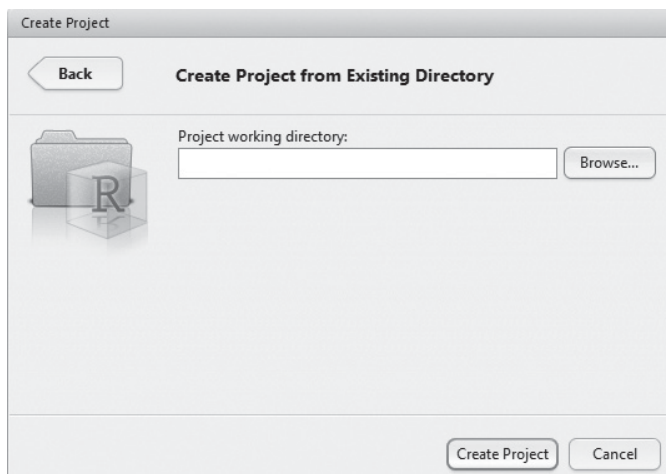 Create Project
Back
Create Project from Existing Directory
Project working directory:
Browse...
R
Create Project
Cancel